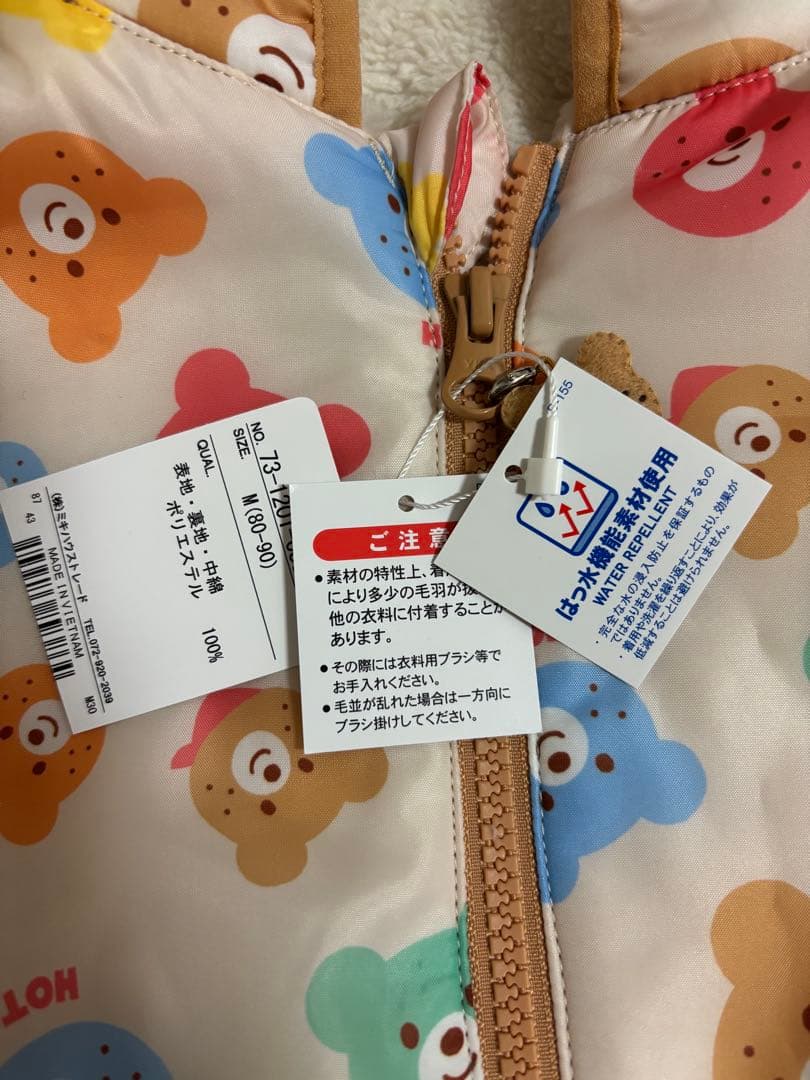 NO. 73-1201-
SIZE. M(80-90)
QUAL.
表地・裏地・中綿
ポリエステル 100%
(株)ミキハウストレード TEL.072-920-2039
MADE IN VIETNAM M30
87
43
ご注意
●素材の特性上、着
により多少の毛羽が抜
他の衣料に付着することが
あります。
●その際には衣料用ブラシ等で
お手入れください。
●毛並が乱れた場合は一方向に
ブラシ掛けしてください。
-155
はっ水機能素材使用
WATER REPELLENT
・完全な水の浸入防止を保証するもの
ではありません。
・着用や洗濯を繰り返すことにより、効果が
低減することは避けられません。
HOT